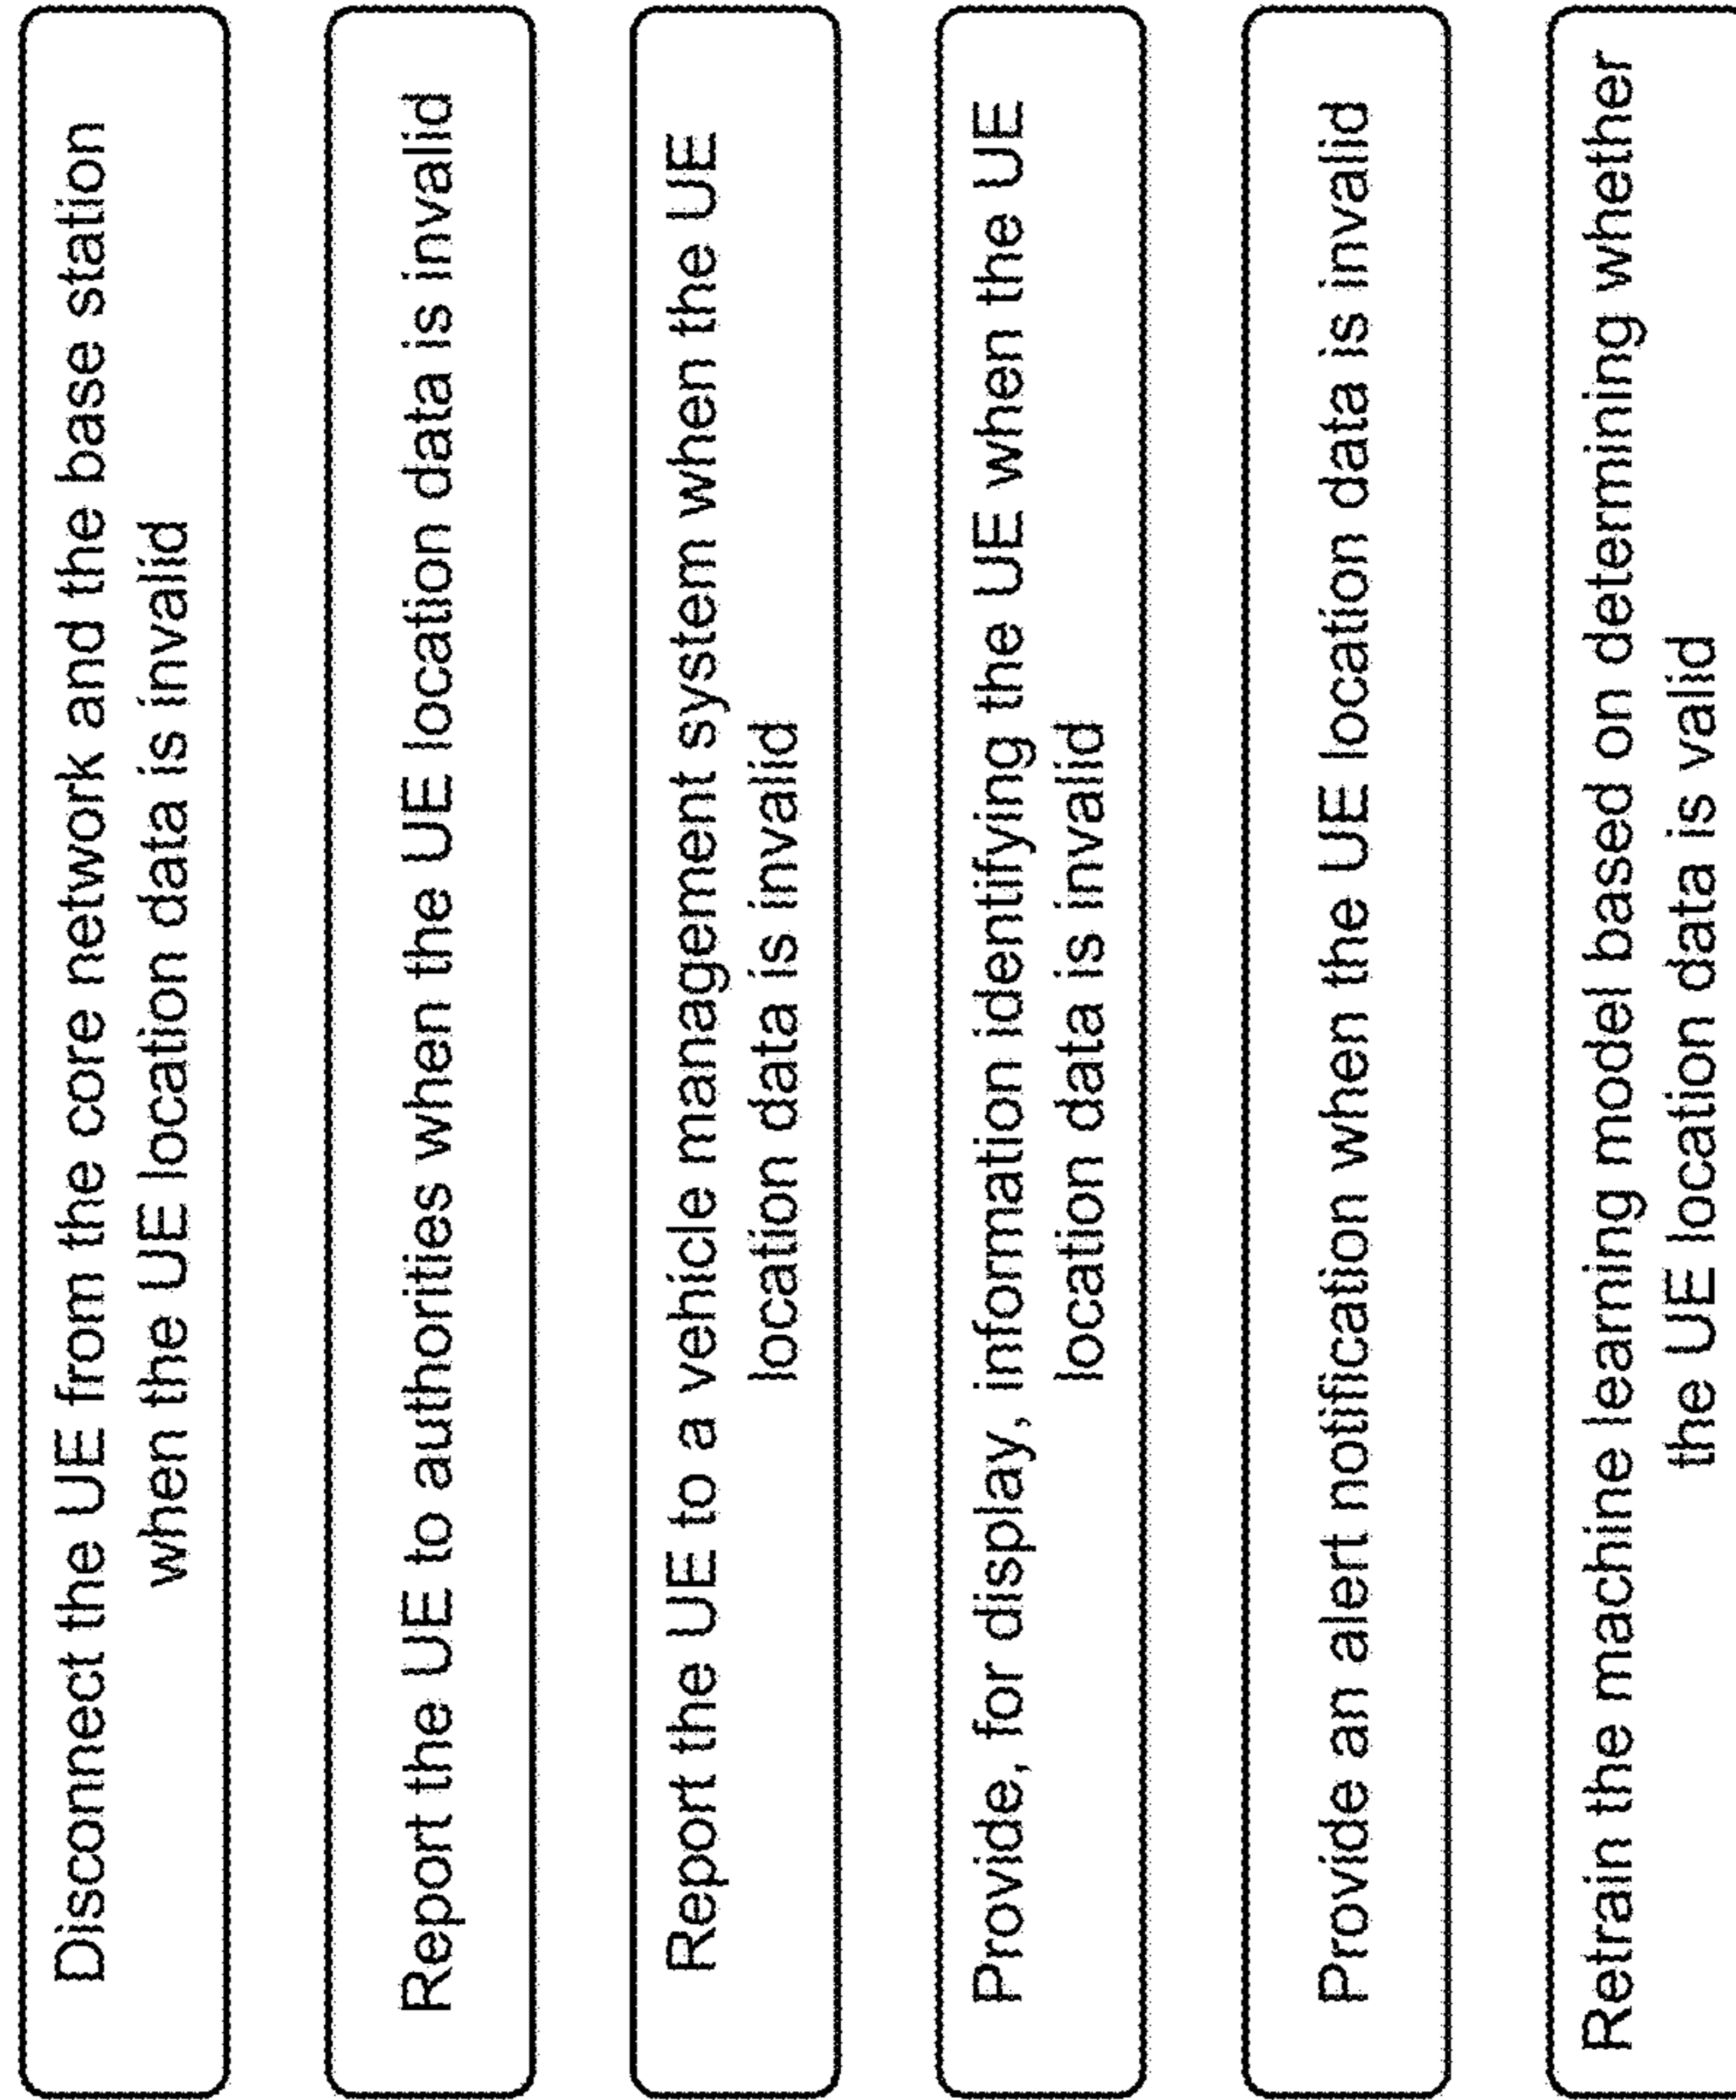 Disconnect the UE from the core network and the base station
when the UE location data is invalid
Report the UE to authorities when the UE location data is invalid
Report the UE to a vehicle management system when the UE
location data is invalid
Provide, for display, information identifying the UE when the UE
location data is invalid
Provide an alert notification when the UE location data is invalid
Retrain the machine learning model based on determining whether
the UE location data is valid